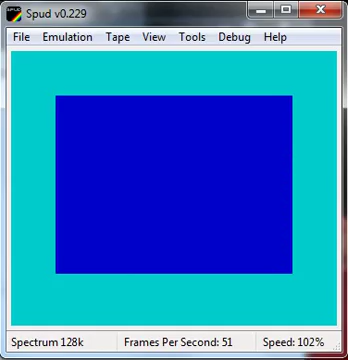 Spud v0.229
File Emulation Tape View Tools Debug Help
Spectrum 128k Frames Per Second: 51 Speed: 102%